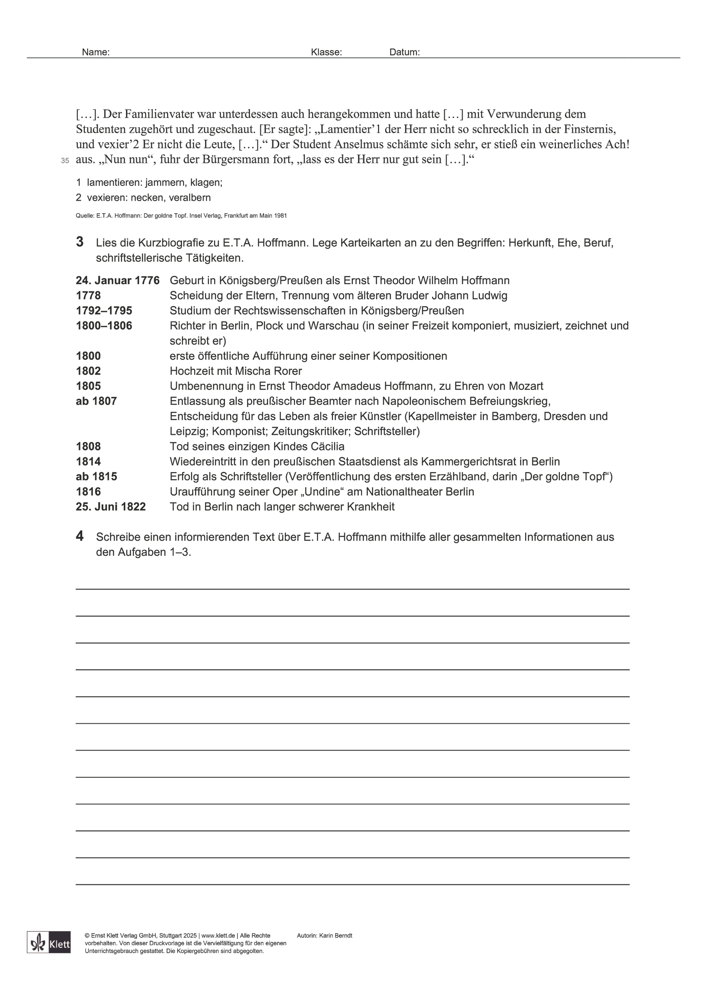 Name: Klasse: Datum:
[…]. Der Familienvater war unterdessen auch herangekommen und hatte […] mit Verwunderung dem
Studenten zugehört und zugeschaut. [Er sagte]: „Lamentier’1 der Herr nicht so schrecklich in der Finsternis,
und vexier’2 Er nicht die Leute, […].“ Der Student Anselmus schämte sich sehr, er stieß ein weinerliches Ach!
35 aus. „Nun nun“, fuhr der Bürgersmann fort, „lass es der Herr nur gut sein […].“
1 lamentieren: jammern, klagen;
2 vexieren: necken, veralbern
Quelle: E.T.A. Hoffmann: Der goldne Topf. Insel Verlag, Frankfurt am Main 1981
3 Lies die Kurzbiografie zu E.T.A. Hoffmann. Lege Karteikarten an zu den Begriffen: Herkunft, Ehe, Beruf,
schriftstellerische Tätigkeiten.
24. Januar 1776 Geburt in Königsberg/Preußen als Ernst Theodor Wilhelm Hoffmann
1778 Scheidung der Eltern, Trennung vom älteren Bruder Johann Ludwig
1792–1795 Studium der Rechtswissenschaften in Königsberg/Preußen
1800–1806 Richter in Berlin, Plock und Warschau (in seiner Freizeit komponiert, musiziert, zeichnet und
schreibt er)
1800 erste öffentliche Aufführung einer seiner Kompositionen
1802 Hochzeit mit Mischa Rorer
1805 Umbenennung in Ernst Theodor Amadeus Hoffmann, zu Ehren von Mozart
ab 1807 Entlassung als preußischer Beamter nach Napoleonischem Befreiungskrieg,
Entscheidung für das Leben als freier Künstler (Kapellmeister in Bamberg, Dresden und
Leipzig; Komponist; Zeitungskritiker; Schriftsteller)
1808 Tod seines einzigen Kindes Cäcilia
1814 Wiedereintritt in den preußischen Staatsdienst als Kammergerichtsrat in Berlin
ab 1815 Erfolg als Schriftsteller (Veröffentlichung des ersten Erzählband, darin „Der goldne Topf“)
1816 Uraufführung seiner Oper „Undine“ am Nationaltheater Berlin
25. Juni 1822 Tod in Berlin nach langer schwerer Krankheit
4 Schreibe einen informierenden Text über E.T.A. Hoffmann mithilfe aller gesammelten Informationen aus
den Aufgaben 1–3.
Klett
© Ernst Klett Verlag GmbH, Stuttgart 2025 | www.klett.de | Alle Rechte
vorbehalten. Von dieser Druckvorlage ist die Vervielfältigung für den eigenen
Unterrichtsgebrauch gestattet. Die Kopiergebühren sind abgegolten.
Autorin: Karin Berndt